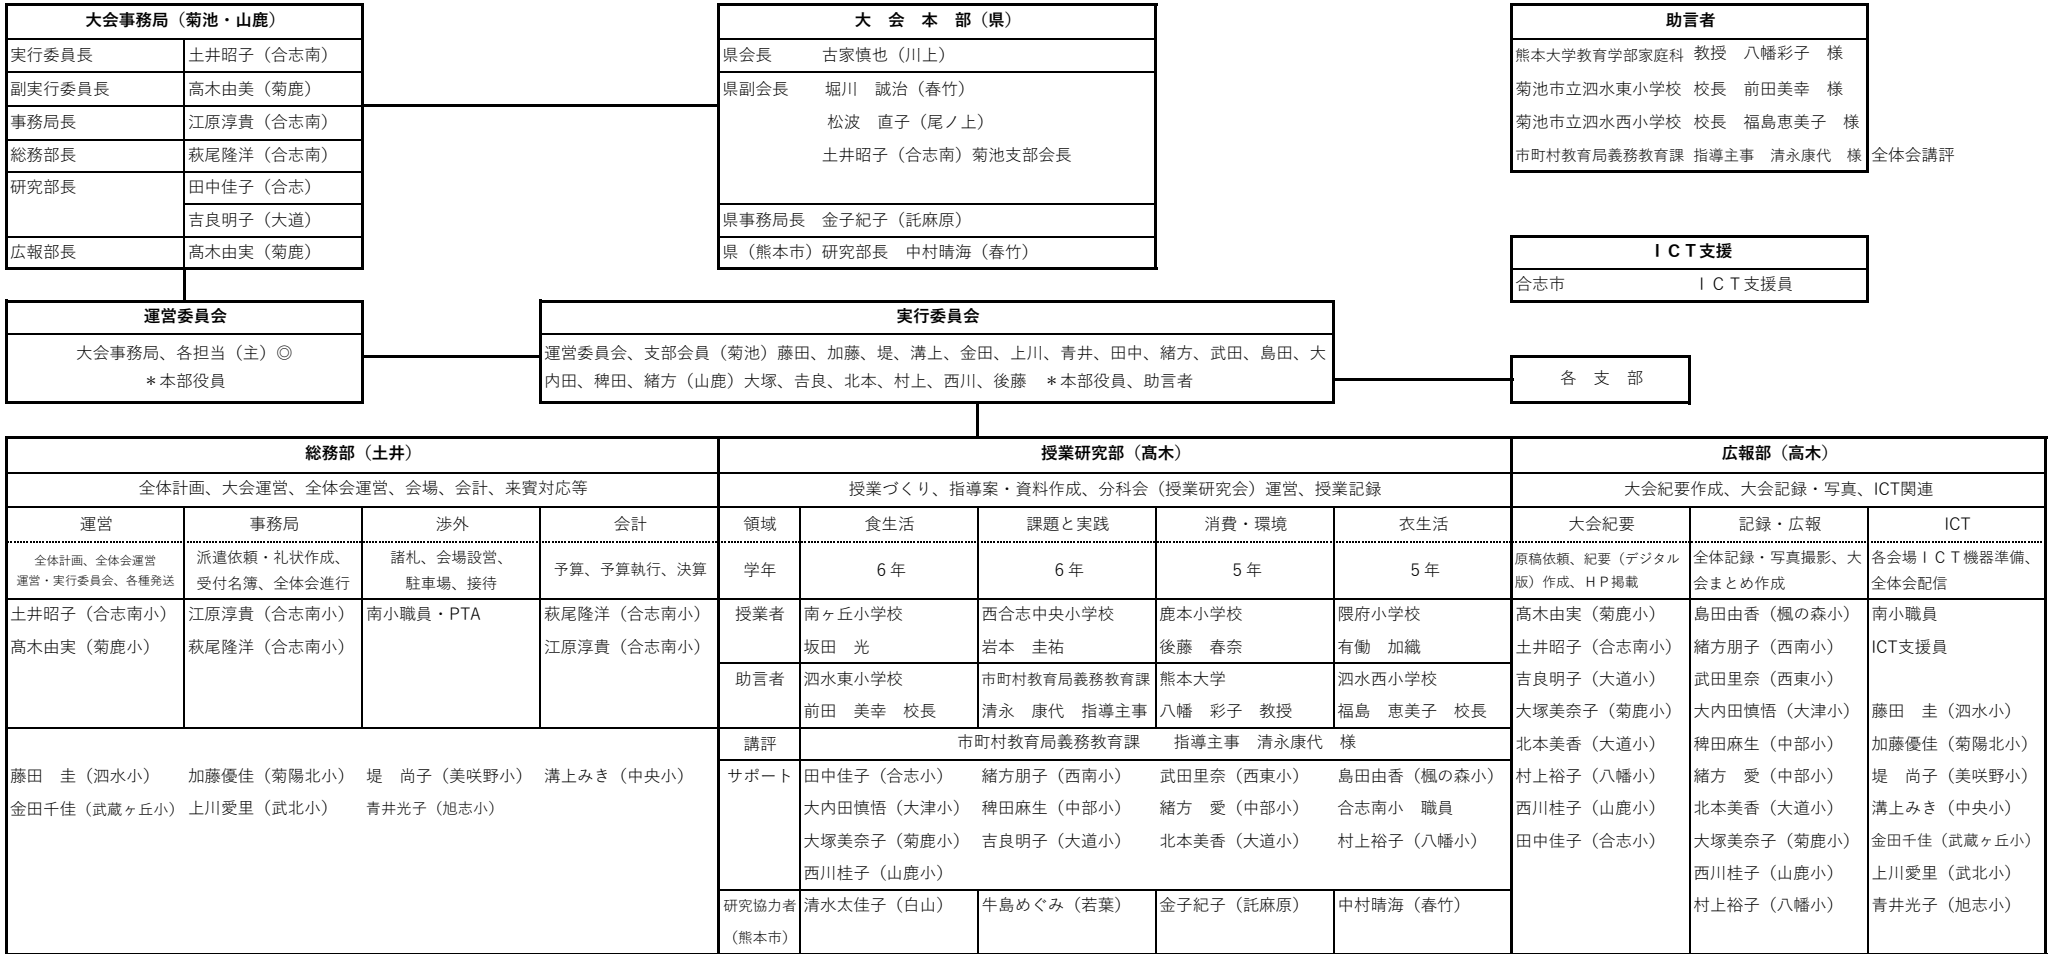 大会事務局（菊池・山鹿）
実行委員長 土井昭子（合志南）
副実行委員長 高木由美（菊鹿）
事務局長 江原淳貴（合志南）
総務部長 萩尾隆洋（合志南）
研究部長 田中佳子（合志）
吉良明子（大道）
広報部長 髙木由実（菊鹿）
大　会　本　部（県）
県会長 古家慎也（川上）
県副会長 堀川　誠治（春竹）
松波　直子（尾ノ上）
土井昭子（合志南）菊池支部会長
県事務局長 金子紀子（託麻原）
県（熊本市）研究部長　中村晴海（春竹）
助言者
熊本大学教育学部家庭科 教授　八幡彩子　様
菊池市立泗水東小学校 校長　前田美幸　様
菊池市立泗水西小学校 校長　福島恵美子　様
市町村教育局義務教育課 指導主事　清永康代　様 全体会講評
ＩＣＴ支援
合志市 ＩＣＴ支援員
運営委員会
大会事務局、各担当（主）◎
＊本部役員
実行委員会
運営委員会、支部会員（菊池）藤田、加藤、堤、溝上、金田、上川、青井、田中、緒方、武田、島田、大
内田、稗田、緒方（山鹿）大塚、𠮷良、北本、村上、西川、後藤　＊本部役員、助言者
各　支　部
総務部（土井）
全体計画、大会運営、全体会運営、会場、会計、来賓対応等
運営 事務局 渉外 会計
全体計画、全体会運営
運営・実行委員会、各種発送
派遣依頼・礼状作成、
受付名簿、全体会進行
諸札、会場設営、
駐車場、接待
予算、予算執行、決算
土井昭子（合志南小） 江原淳貴（合志南小） 南小職員・PTA 萩尾隆洋（合志南小）
髙木由実（菊鹿小） 萩尾隆洋（合志南小） 江原淳貴（合志南小）
藤田　圭（泗水小） 加藤優佳（菊陽北小） 堤　尚子（美咲野小） 溝上みき（中央小）
金田千佳（武蔵ヶ丘小） 上川愛里（武北小） 青井光子（旭志小）
授業研究部（髙木）
授業づくり、指導案・資料作成、分科会（授業研究会）運営、授業記録
領域 食生活 課題と実践 消費・環境 衣生活
学年 6年 6年 5年 5年
授業者 南ヶ丘小学校 西合志中央小学校 鹿本小学校 隈府小学校
坂田　光 岩本　圭祐 後藤　春奈 有働　加織
助言者 泗水東小学校 市町村教育局義務教育課 熊本大学 泗水西小学校
前田　美幸　校長 清永　康代　指導主事 八幡　彩子　教授 福島　恵美子　校長
講評 市町村教育局義務教育課　　指導主事　清永康代　様
サポート 田中佳子（合志小） 緒方朋子（西南小） 武田里奈（西東小） 島田由香（楓の森小）
大内田慎悟（大津小） 稗田麻生（中部小） 緒方　愛（中部小） 合志南小　職員
大塚美奈子（菊鹿小） 吉良明子（大道小） 北本美香（大道小） 村上裕子（八幡小）
西川桂子（山鹿小）
研究協力者 清水太佳子（白山） 牛島めぐみ（若葉） 金子紀子（託麻原） 中村晴海（春竹）
（熊本市）
広報部（高木）
大会紀要作成、大会記録・写真、ICT関連
大会紀要 記録・広報 ICT
原稿依頼、紀要（デジタル
版）作成、ＨＰ掲載
全体記録・写真撮影、大
会まとめ作成
各会場ＩＣＴ機器準備、
全体会配信
髙木由実（菊鹿小） 島田由香（楓の森小） 南小職員
土井昭子（合志南小） 緒方朋子（西南小） ICT支援員
吉良明子（大道小） 武田里奈（西東小）
大塚美奈子（菊鹿小） 大内田慎悟（大津小） 藤田　圭（泗水小）
北本美香（大道小） 稗田麻生（中部小） 加藤優佳（菊陽北小）
村上裕子（八幡小） 緒方　愛（中部小） 堤　尚子（美咲野小）
西川桂子（山鹿小） 北本美香（大道小） 溝上みき（中央小）
田中佳子（合志小） 大塚美奈子（菊鹿小） 金田千佳（武蔵ヶ丘小）
西川桂子（山鹿小） 上川愛里（武北小）
村上裕子（八幡小） 青井光子（旭志小）